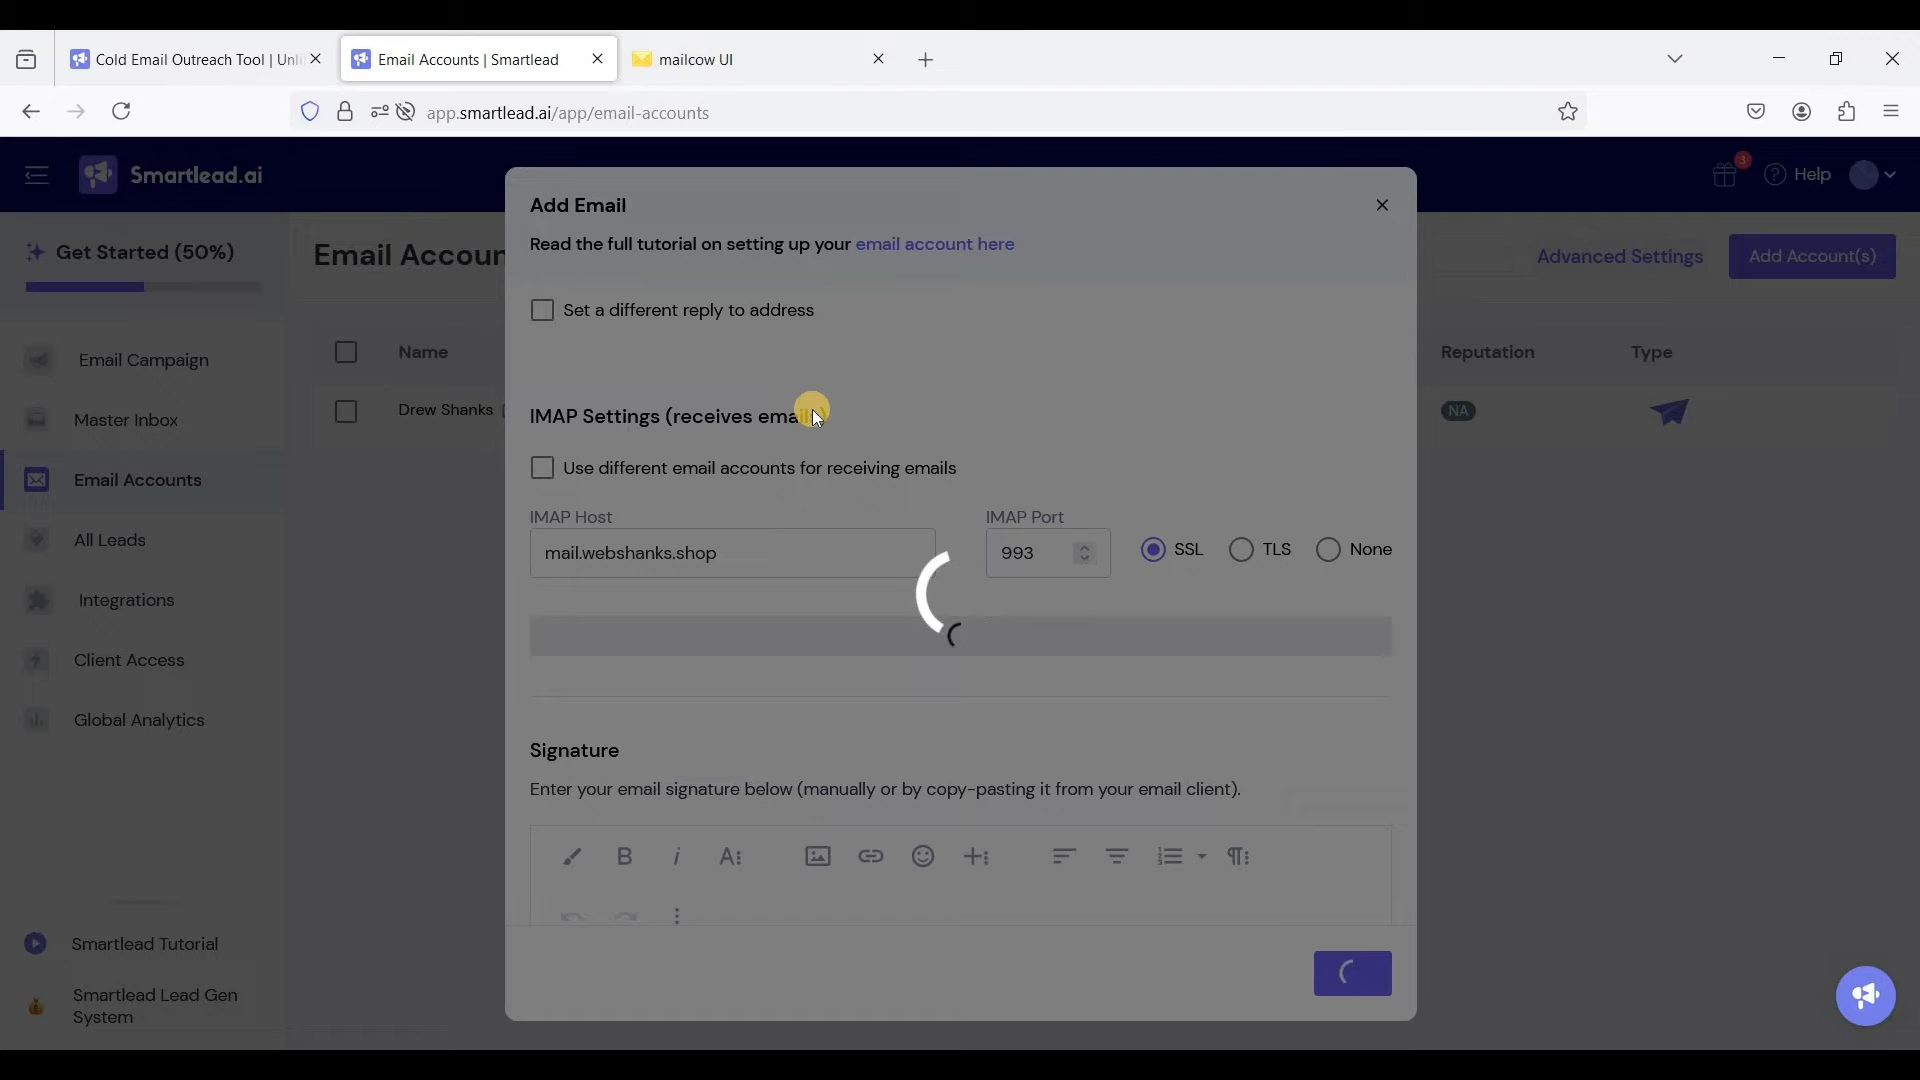 Cold Email Outreach Tool | Unli
Email Accounts | Smartlead
mailcow UI
app.smartlead.ai/app/email-accounts
Smartlead.ai
3
Help
Get Started (50%)
Email Campaign
Master Inbox
Email Accounts
All Leads
Integrations
Client Access
Global Analytics
Smartlead Tutorial
Smartlead Lead Gen
System
Email Accoun
Advanced Settings
Add Account(s)
Name
Reputation
Type
Drew Shanks
NA
Add Email
Read the full tutorial on setting up your email account here
Set a different reply to address
IMAP Settings (receives emails)
Use different email accounts for receiving emails
IMAP Host
IMAP Port
mail.webshanks.shop
993
SSL
TLS
None
Signature
Enter your email signature below (manually or by copy-pasting it from your email client).